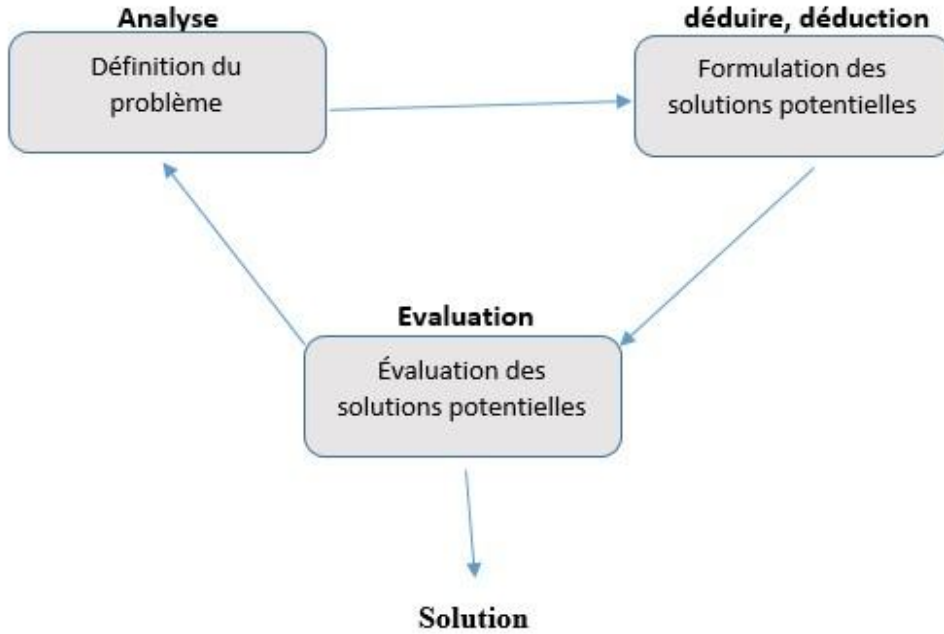 Analyse
Définition du
problème
déduire, déduction
Formulation des
solutions potentielles
Evaluation
Évaluation des
solutions potentielles
Solution